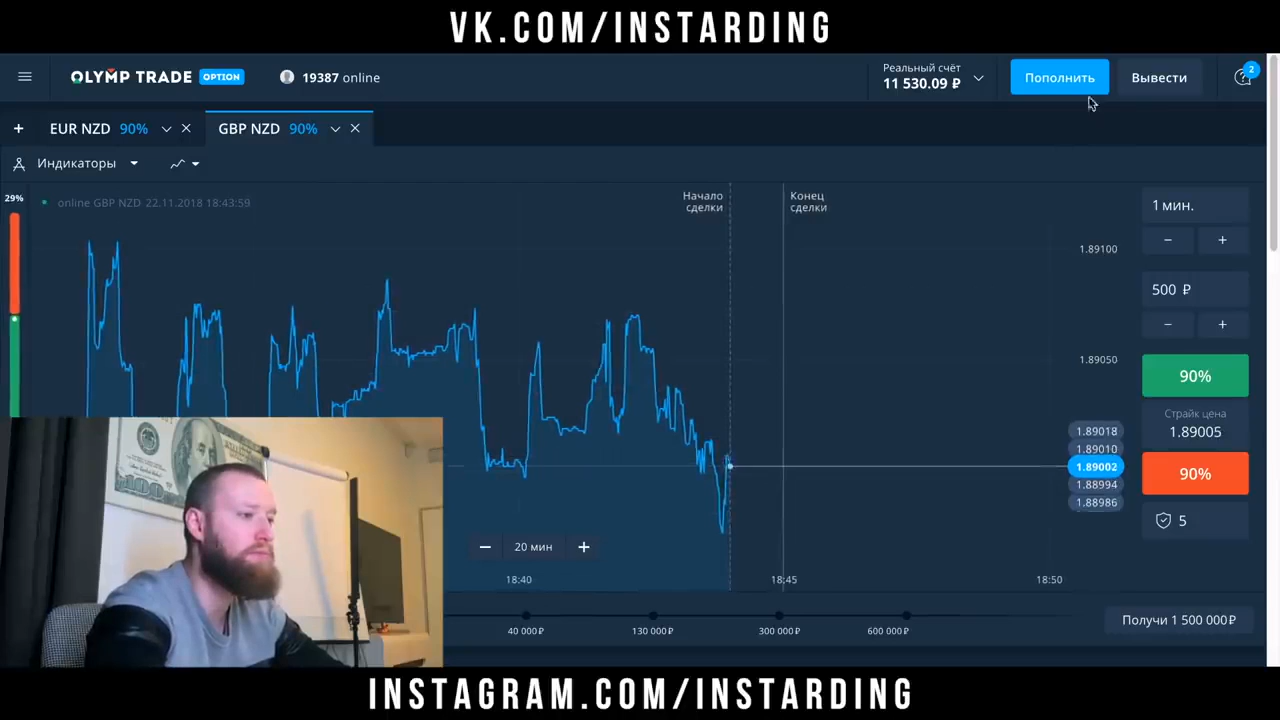 VK.COM/INSTARDING
OLYMP TRADE OPTION
19387 online
Реальный счёт
11 530.09 ₽
Пополнить
Вывести
2
EUR NZD 90%
GBP NZD 90%
Индикаторы
29%
online GBP NZD 22.11.2018 18:43:59
Начало
сделки
Конец
сделки
1.89100
1.89050
1.89018
1.89010
1.89002
1.88994
1.88986
1 мин.
500 ₽
90%
Страйк цена
1.89005
90%
5
100
20 мин
18:40
18:45
18:50
40 000 ₽
130 000 ₽
300 000 ₽
600 000 ₽
Получи 1 500 000 ₽
INSTAGRAM.COM/INSTARDING